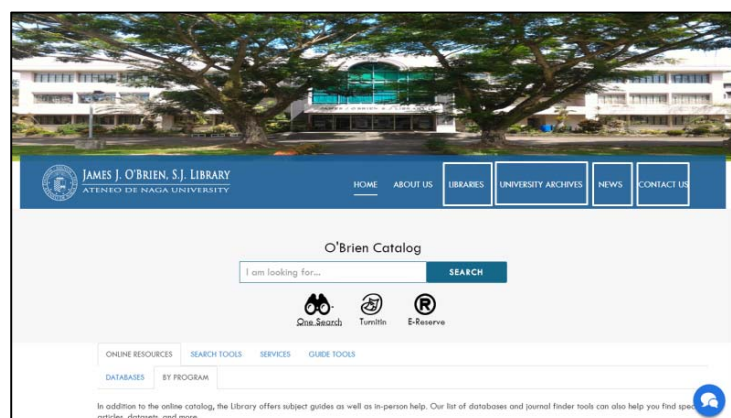 JAMES J. O'BRIEN, S.J. LIBRARY
ATENEO DE NAGA UNIVERSITY
HOME ABOUT US LIBRARIES UNIVERSITY ARCHIVES NEWS CONTACT US
O'Brien Catalog
I am looking for... SEARCH
One Search Turnitin E-Reserve
ONLINE RESOURCES SEARCH TOOLS SERVICES GUIDE TOOLS
DATABASES BY PROGRAM
In addition to the online catalog, the Library offers subject guides as well as in-person help. Our list of databases and journal finder tools can also help you find
articles, datasets, and more.